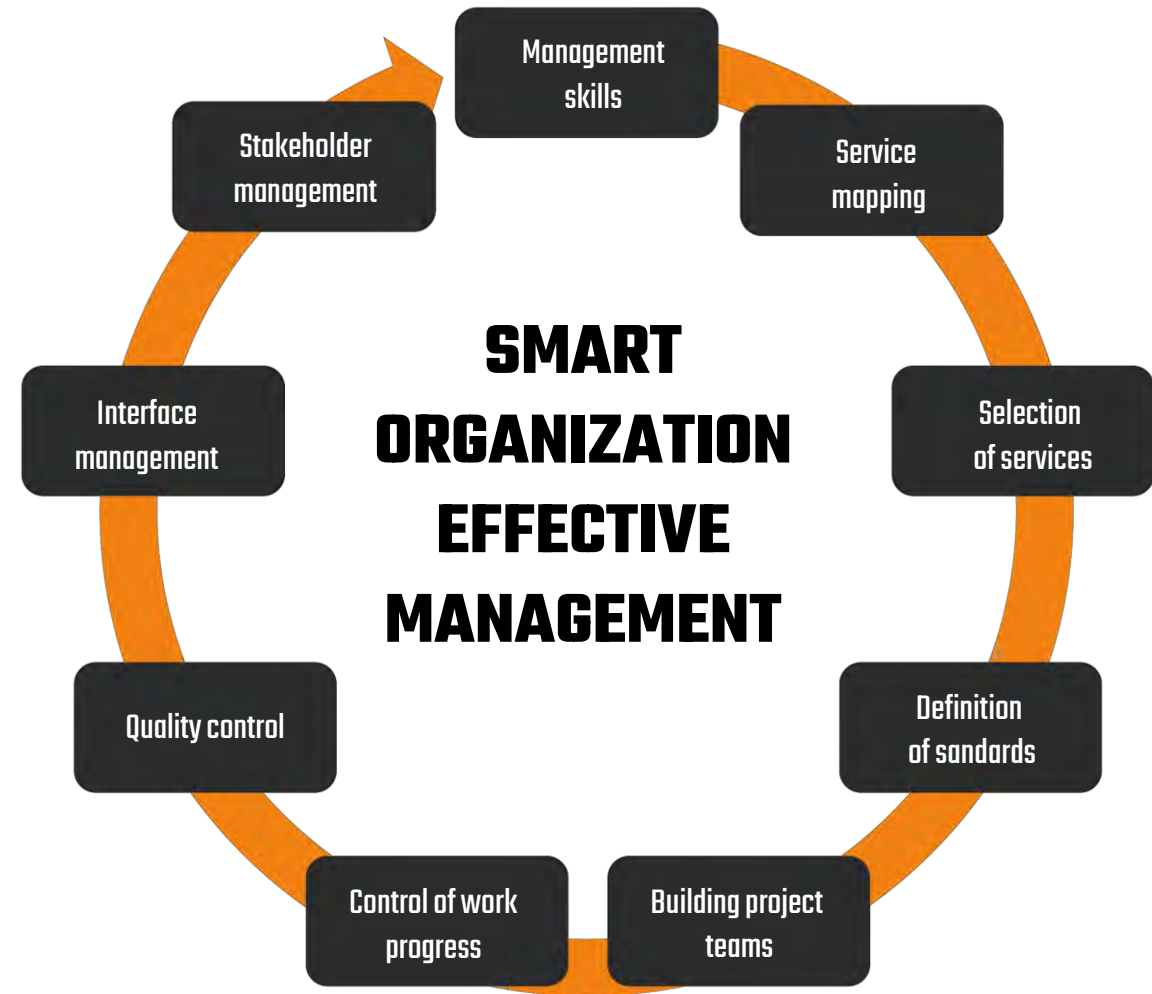 Management
skills
Service
mapping
Selection
of services
Definition
of sandards
Building project
teams
Control of work
progress
Quality control
Interface
management
Stakeholder
management
SMART
ORGANIZATION
EFFECTIVE
MANAGEMENT